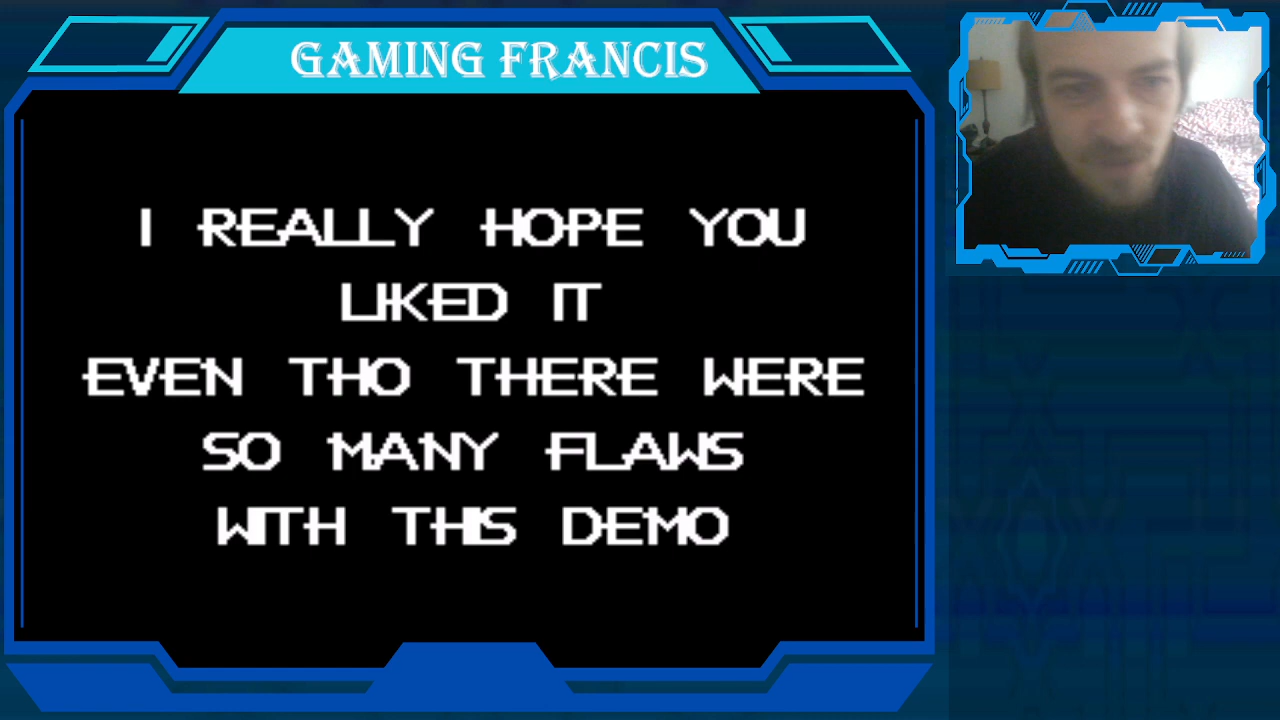 GAMING FRANCIS
I REALLY HOPE YOU
LIKED IT
EVEN THO THERE WERE
SO MANY FLAWS
WITH THIS DEMO